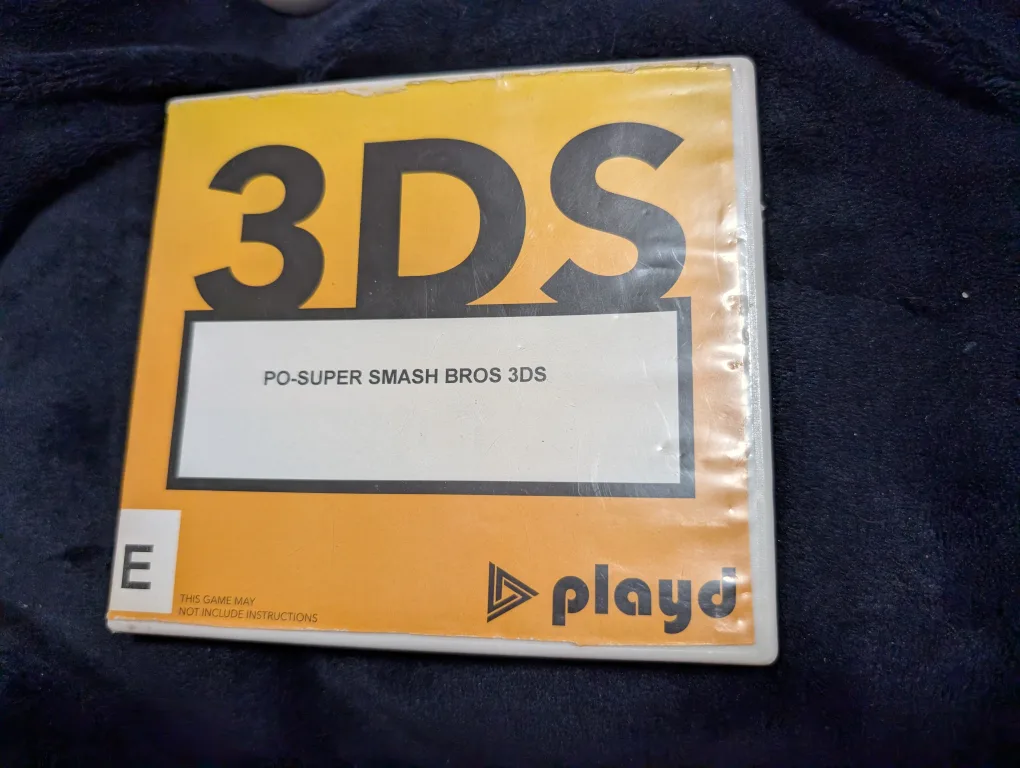 3DS
PO-SUPER SMASH BROS 3DS
E
THIS GAME MAY
NOT INCLUDE INSTRUCTIONS
playd